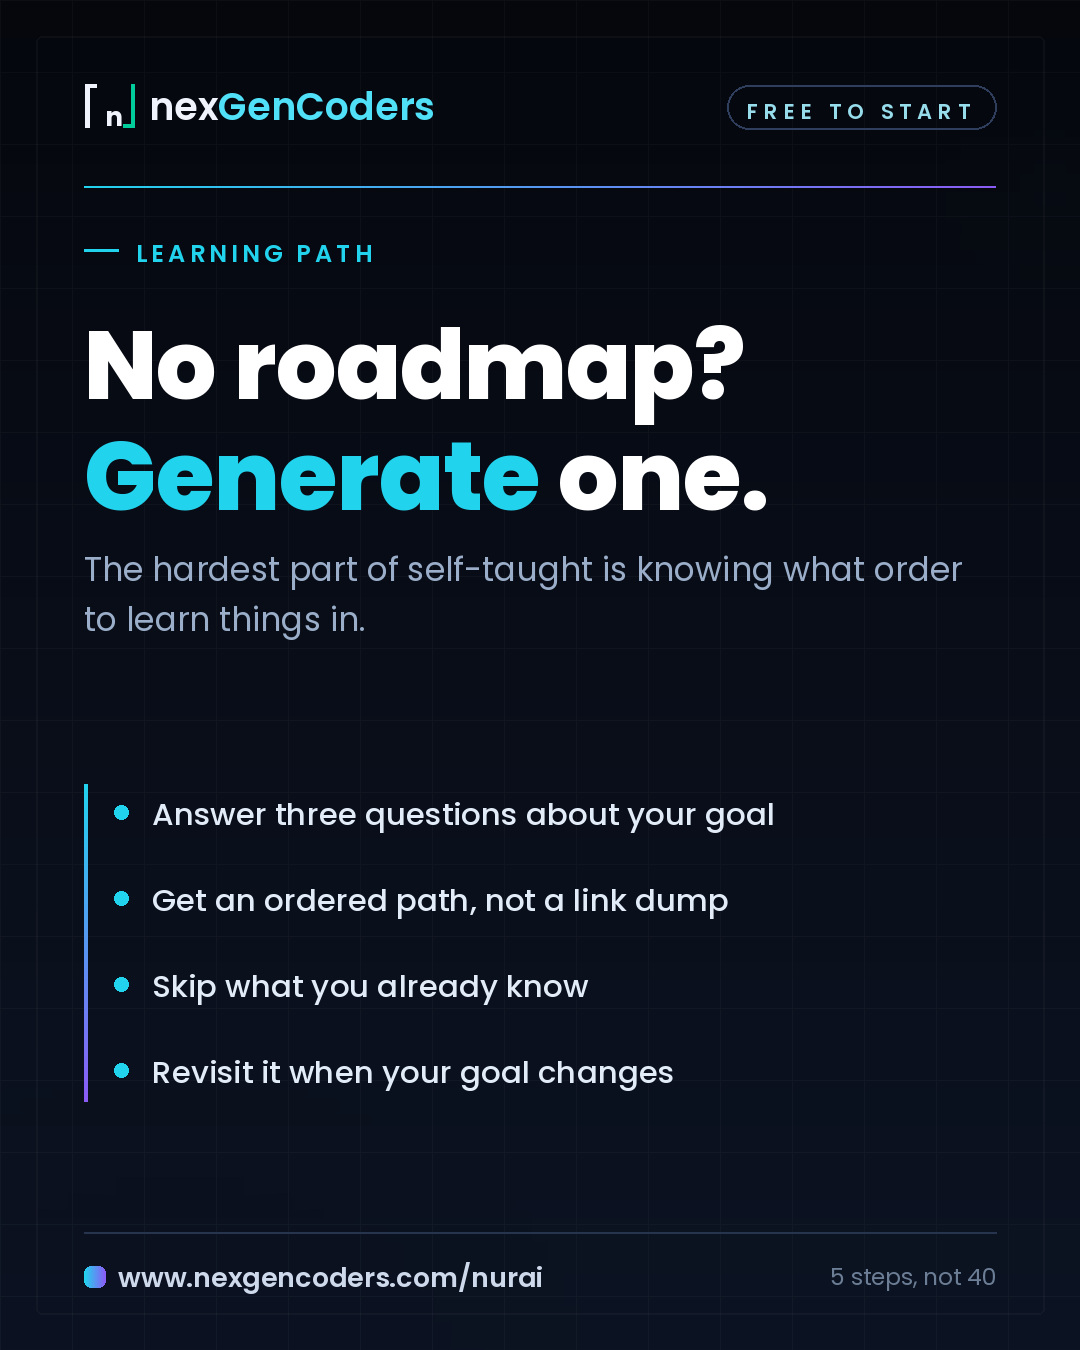 n nexGenCoders
FREE TO START
LEARNING PATH
No roadmap?
Generate one.
The hardest part of self-taught is knowing what order
to learn things in.
Answer three questions about your goal
Get an ordered path, not a link dump
Skip what you already know
Revisit it when your goal changes
www.nexgencoders.com/nurai
5 steps, not 40